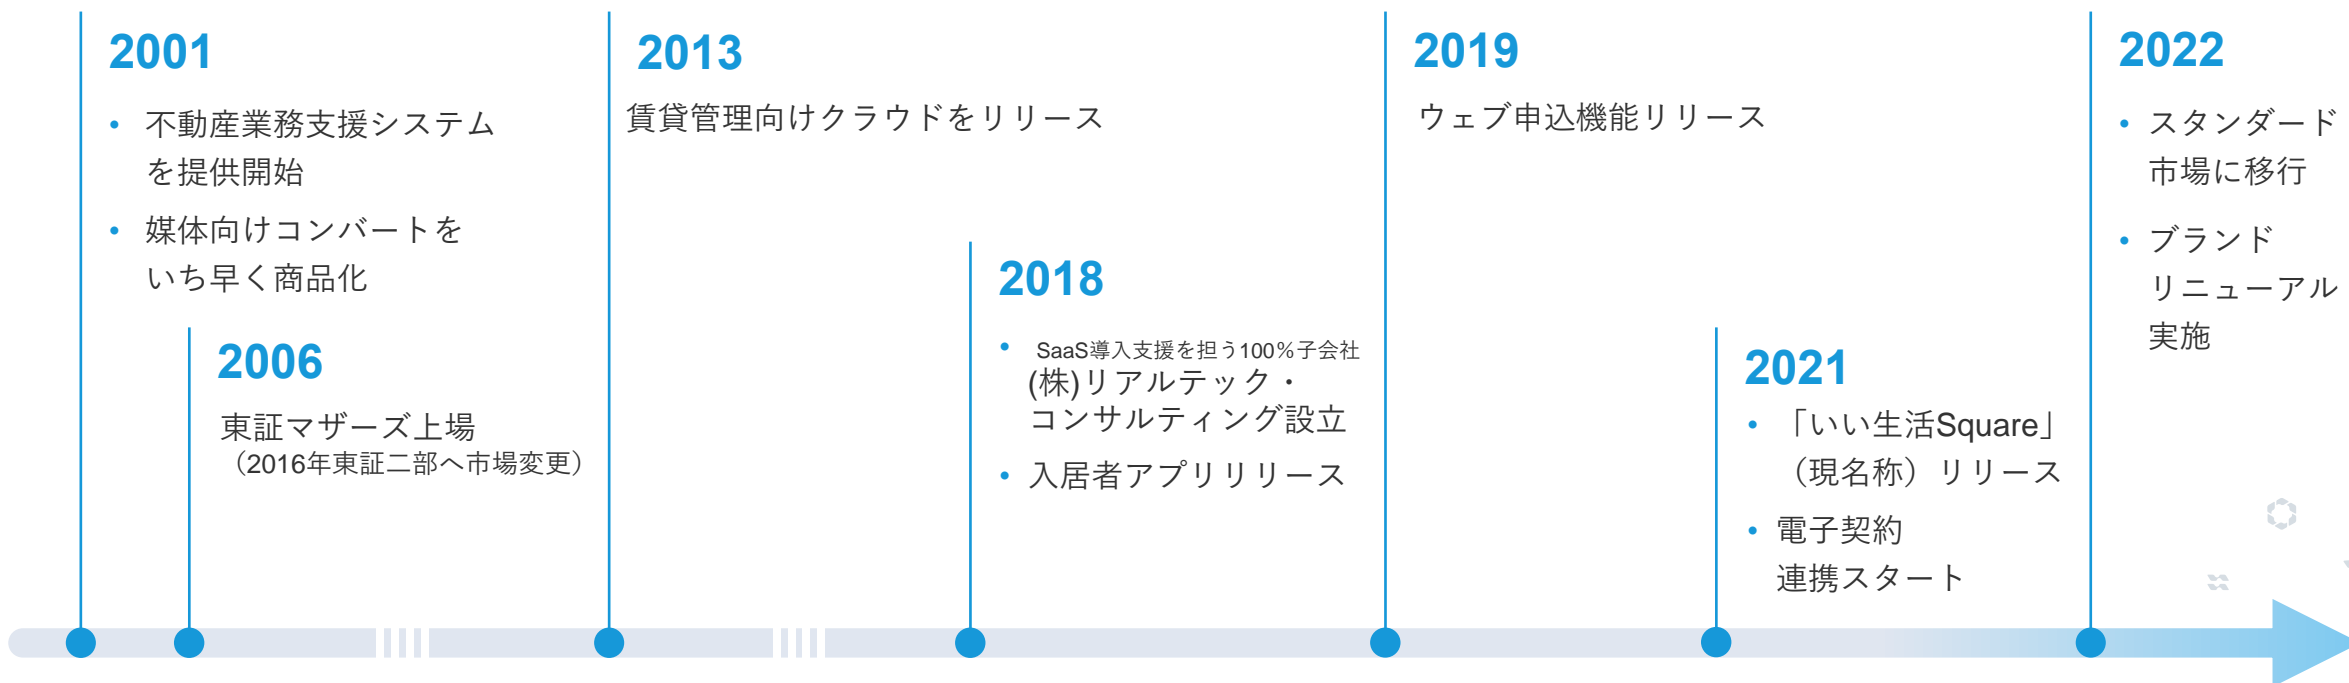 2001
• 不動産業務支援システム
を提供開始
• 媒体向けコンバートを
いち早く商品化
2006
東証マザーズ上場
（2016年東証二部へ市場変更）
2013
賃貸管理向けクラウドをリリース
2018
• SaaS導入支援を担う100％子会社
(株)リアルテック・
コンサルティング設立
• 入居者アプリリリース
2019
ウェブ申込機能リリース
2021
• 「いい生活Square」
（現名称）リリース
• 電子契約
連携スタート
2022
• スタンダード
市場に移行
• ブランド
リニューアル
実施